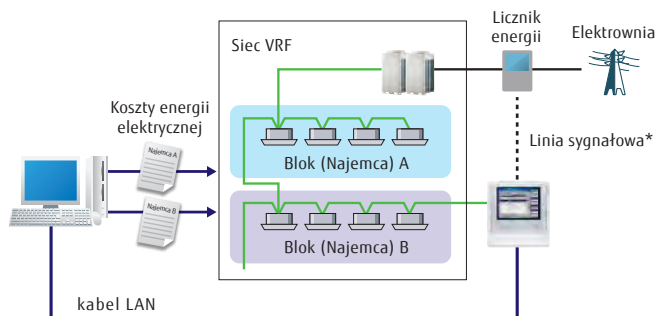 Siec VRF
Licznik
energii
Elektrownia
Koszty energii
elektrycznej
Najemca A
Najemca B
Blok (Najemca) A
Linia sygnałowa*
Blok (Najemca) B
kabel LAN